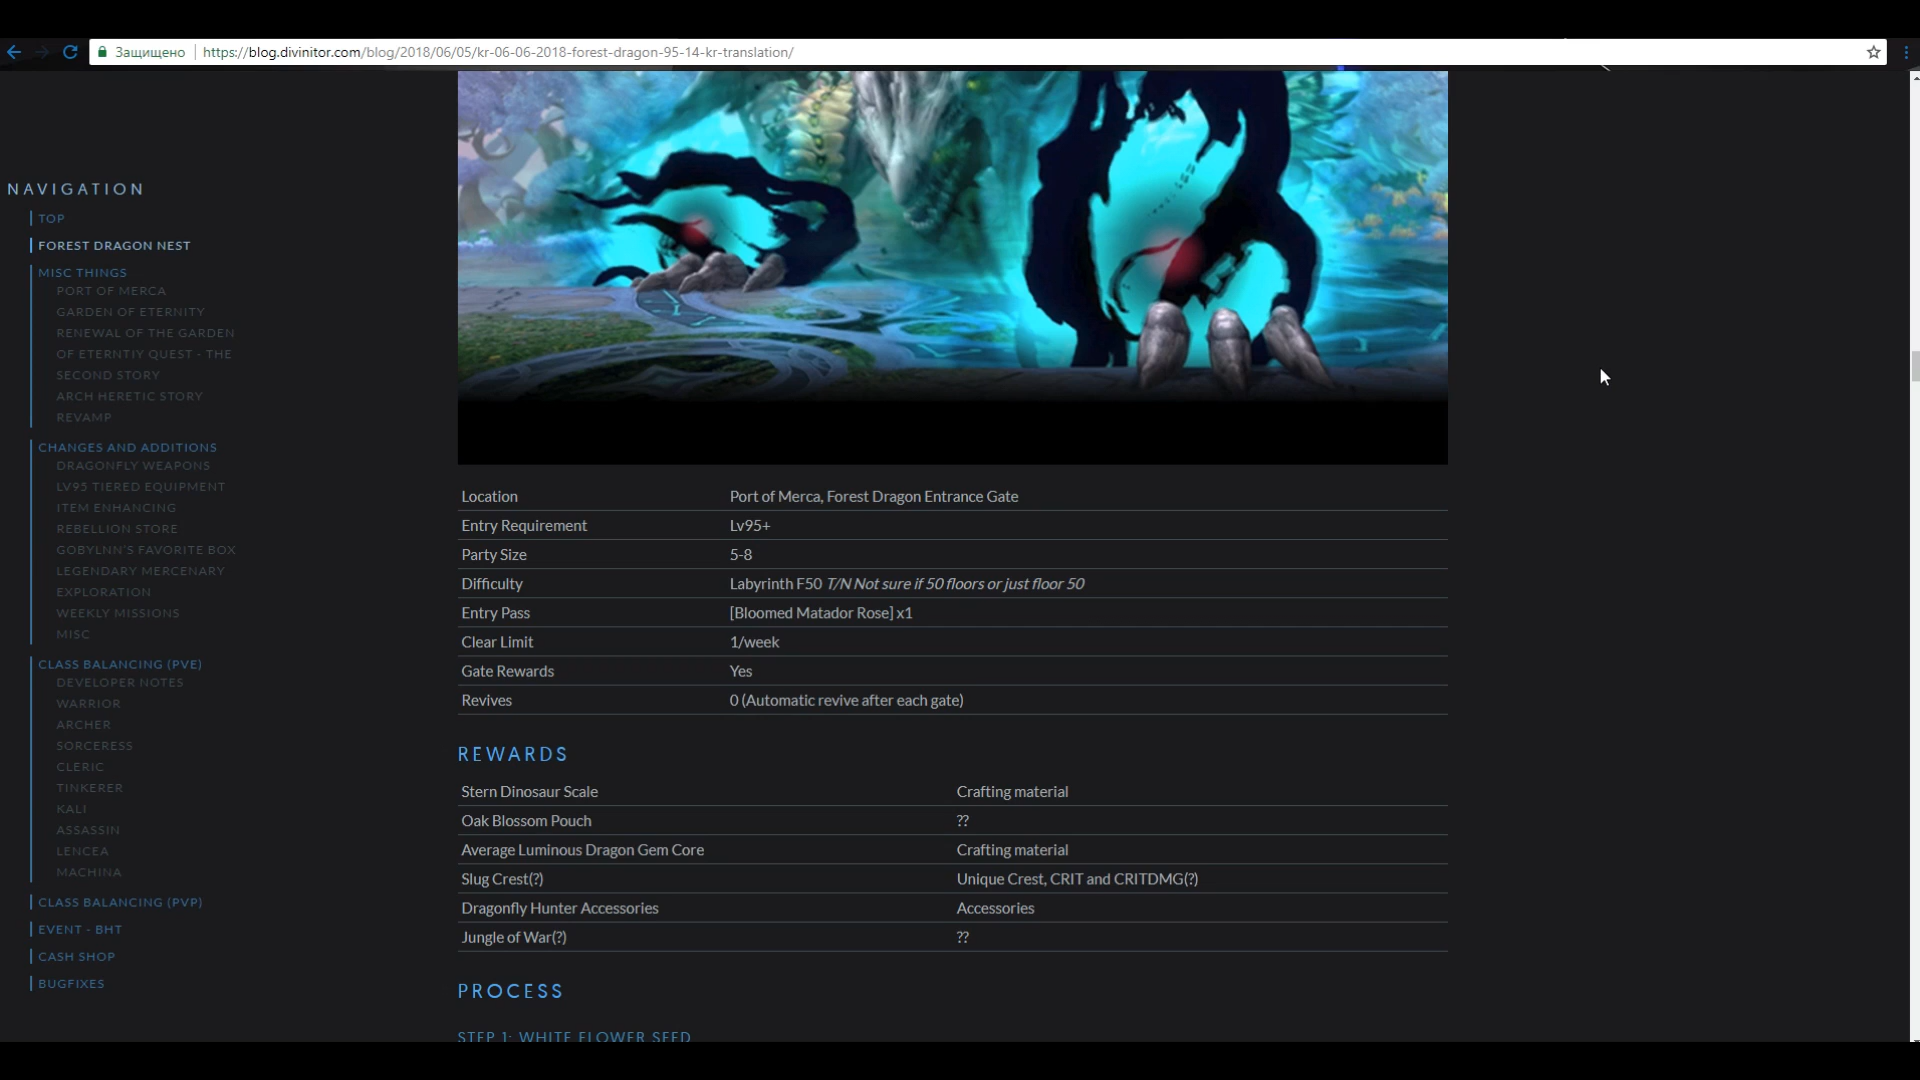 Защищено https://blog.divinitor.com/blog/2018/06/05/kr-06-06-2018-forest-dragon-95-14-kr-translation/
NAVIGATION
TOP
FOREST DRAGON NEST
MISC THINGS
PORT OF MERCA
GARDEN OF ETERNITY
RENEWAL OF THE GARDEN
OF ETERNTIY QUEST - THE
SECOND STORY
ARCH HERETIC STORY
REVAMP
CHANGES AND ADDITIONS
DRAGONFLY WEAPONS
LV95 TIERED EQUIPMENT
ITEM ENHANCING
REBELLION STORE
GOBYLNN'S FAVORITE BOX
LEGENDARY MERCENARY
EXPLORATION
WEEKLY MISSIONS
MISC
CLASS BALANCING (PVE)
DEVELOPER NOTES
WARRIOR
ARCHER
SORCERESS
CLERIC
TINKERER
KALI
ASSASSIN
LENCEA
MACHINA
CLASS BALANCING (PVP)
EVENT - BHT
CASH SHOP
BUGFIXES
Location Port of Merca, Forest Dragon Entrance Gate
Entry Requirement Lv95+
Party Size 5-8
Difficulty Labyrinth F50 T/N Not sure if 50 floors or just floor 50
Entry Pass [Bloomed Matador Rose] x1
Clear Limit 1/week
Gate Rewards Yes
Revives 0 (Automatic revive after each gate)
REWARDS
Stern Dinosaur Scale Crafting material
Oak Blossom Pouch ??
Average Luminous Dragon Gem Core Crafting material
Slug Crest(?) Unique Crest, CRIT and CRITDMG(?)
Dragonfly Hunter Accessories Accessories
Jungle of War(?) ??
PROCESS
STEP 1: WHITE FLOWER SEED